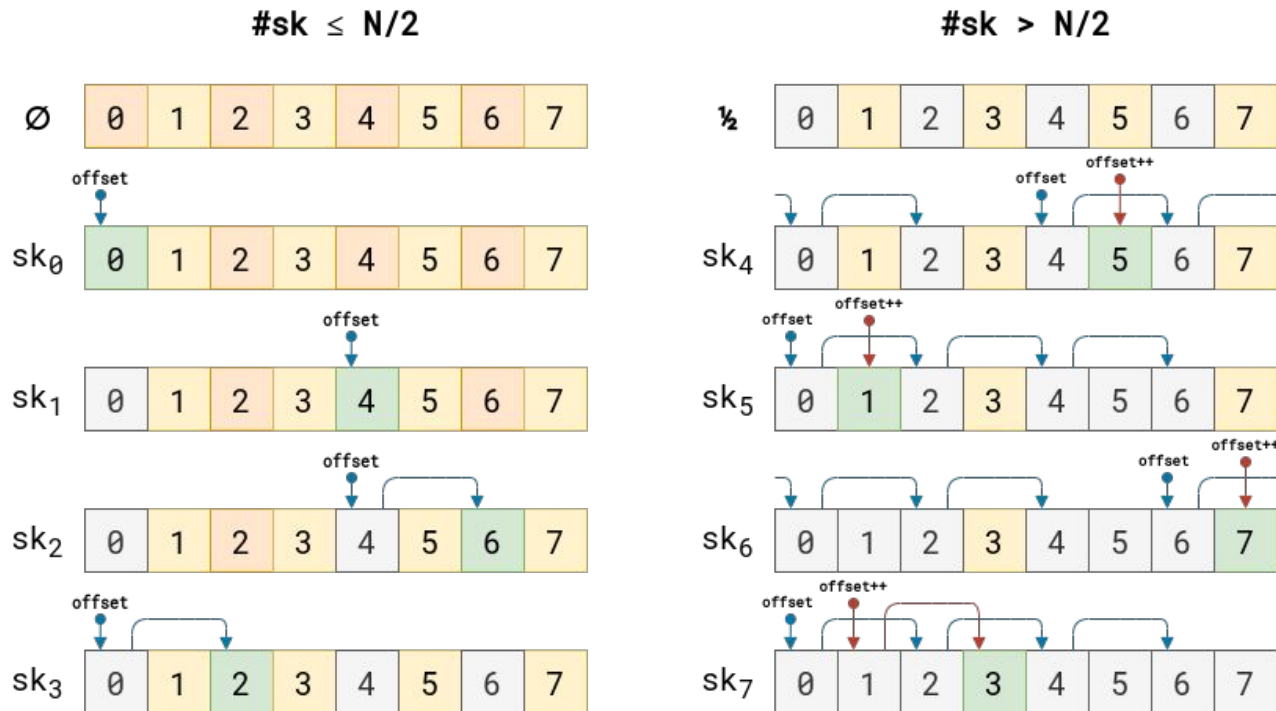 #sk ≤ N/2
∅ 0 1 2 3 4 5 6 7
offset
sk₀ 0 1 2 3 4 5 6 7
offset
sk₁ 0 1 2 3 4 5 6 7
offset
sk₂ 0 1 2 3 4 5 6 7
offset
sk₃ 0 1 2 3 4 5 6 7
#sk > N/2
½ 0 1 2 3 4 5 6 7
offset offset++
sk₄ 0 1 2 3 4 5 6 7
offset offset++
sk₅ 0 1 2 3 4 5 6 7
offset offset++
sk₆ 0 1 2 3 4 5 6 7
offset offset++
sk₇ 0 1 2 3 4 5 6 7